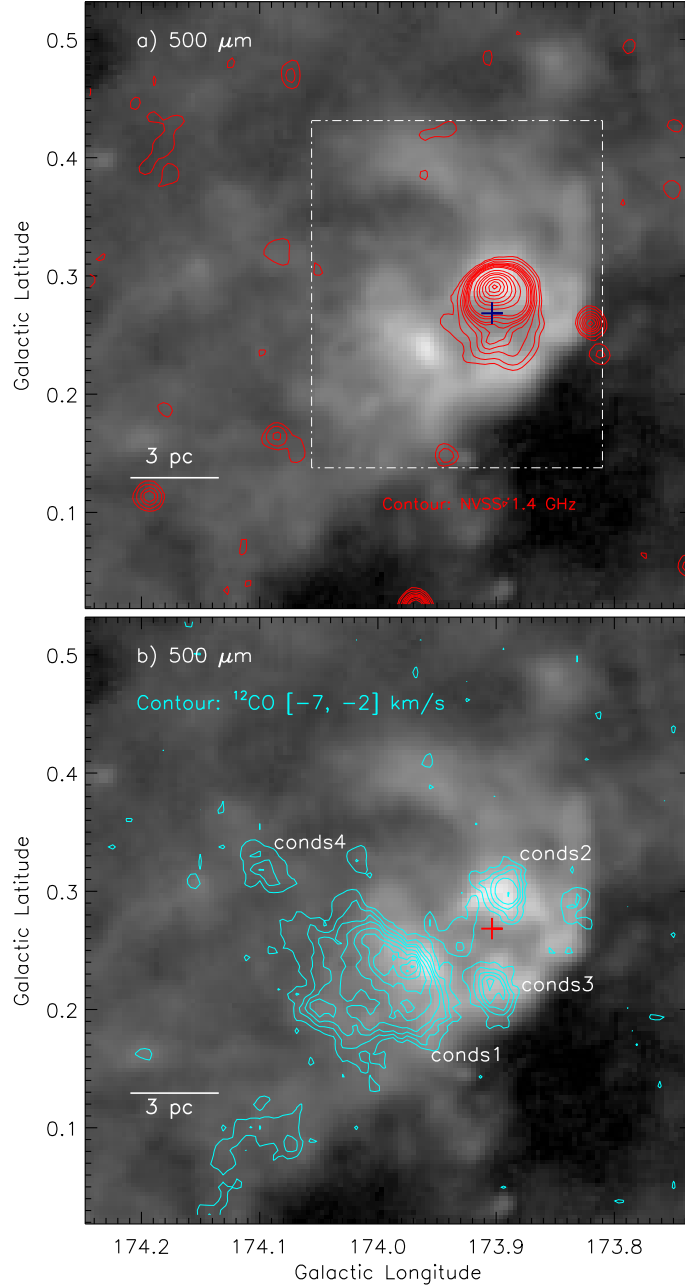 a) 500 μm
0.5
0.4
0.3
0.2
0.1
Galactic Latitude
3 pc
Contour: NVSS 1.4 GHz
b) 500 μm
Contour: ¹²CO [−7, −2] km/s
0.5
0.4
0.3
0.2
0.1
Galactic Latitude
conds4
conds2
conds3
conds1
3 pc
174.2
174.1
174.0
173.9
173.8
Galactic Longitude